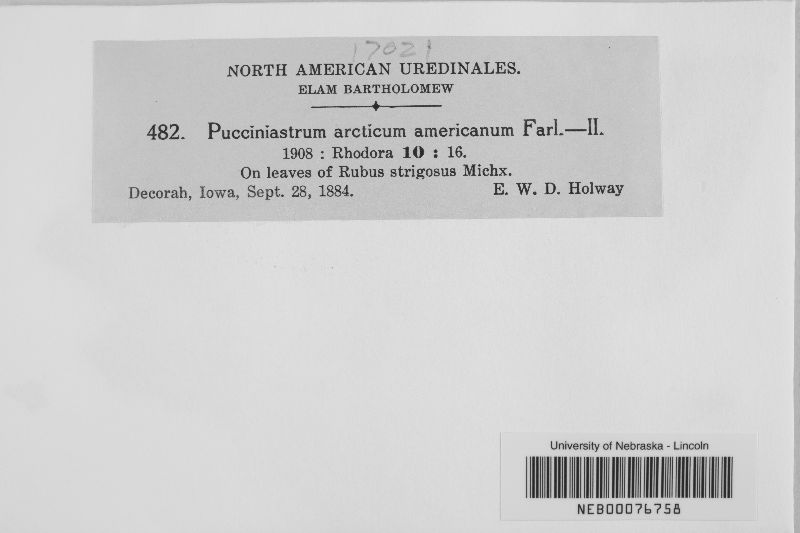 17021
NORTH AMERICAN UREDINALES.
ELAM BARTHOLOMEW
482. Pucciniastrum arcticum americanum Farl.—II.
1908 : Rhodora 10 : 16.
On leaves of Rubus strigosus Michx.
Decorah, Iowa, Sept. 28, 1884. E. W. D. Holway
University of Nebraska - Lincoln
NEB00076758